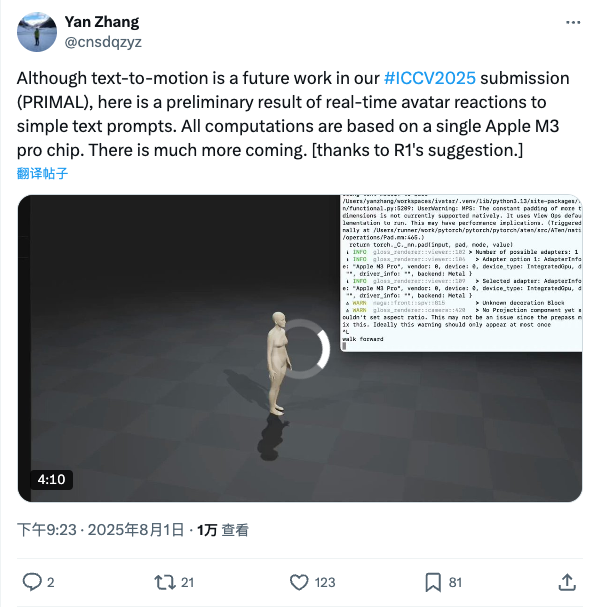 Yan Zhang
@cnsdqzyz
Although text-to-motion is a future work in our #ICCV2025 submission
(PRIMAL), here is a preliminary result of real-time avatar reactions to
simple text prompts. All computations are based on a single Apple M3
pro chip. There is much more coming. [thanks to R1's suggestion.]
翻译帖子
/Users/yanzhang/workspaces/ivatar/.venv/lib/python3.13/site-packages/
n/functional.py:5209: UserWarning: MPS: The constant padding of more t
dimensions is not currently supported natively. It uses View Ops defau
lementation to run. This may have performance implications. (Triggered
nally at /Users/runner/work/pytorch/pytorch/pytorch/aten/src/ATen/nati
/operations/Pad.mm:465.)
return torch._C._nn.pad(input, pad, mode, value)
INFO gloss_renderer::viewer::102 > Number of possible adapters: 1
INFO gloss_renderer::viewer::104 > Adapter option 1: AdapterInfo
e: "Apple M3 Pro", vendor: 0, device: 0, device_type: IntegratedGpu, d
"", driver_info: "", backend: Metal }
INFO gloss_renderer::viewer::109 > Selected adapter: AdapterInfo
e: "Apple M3 Pro", vendor: 0, device: 0, device_type: IntegratedGpu, d
"", driver_info: "", backend: Metal }
WARN naga::front::spv::815 > Unknown decoration Block
WARN gloss_renderer::camera::420 > No Projection component yet s
ouldn't set aspect ratio. This may not be an issue since the prepass m
ix this. Ideally this warning should only appear at most once
^L
walk forward
4:10
下午9:23 · 2025年8月1日 · 1万 查看
2
21
123
81